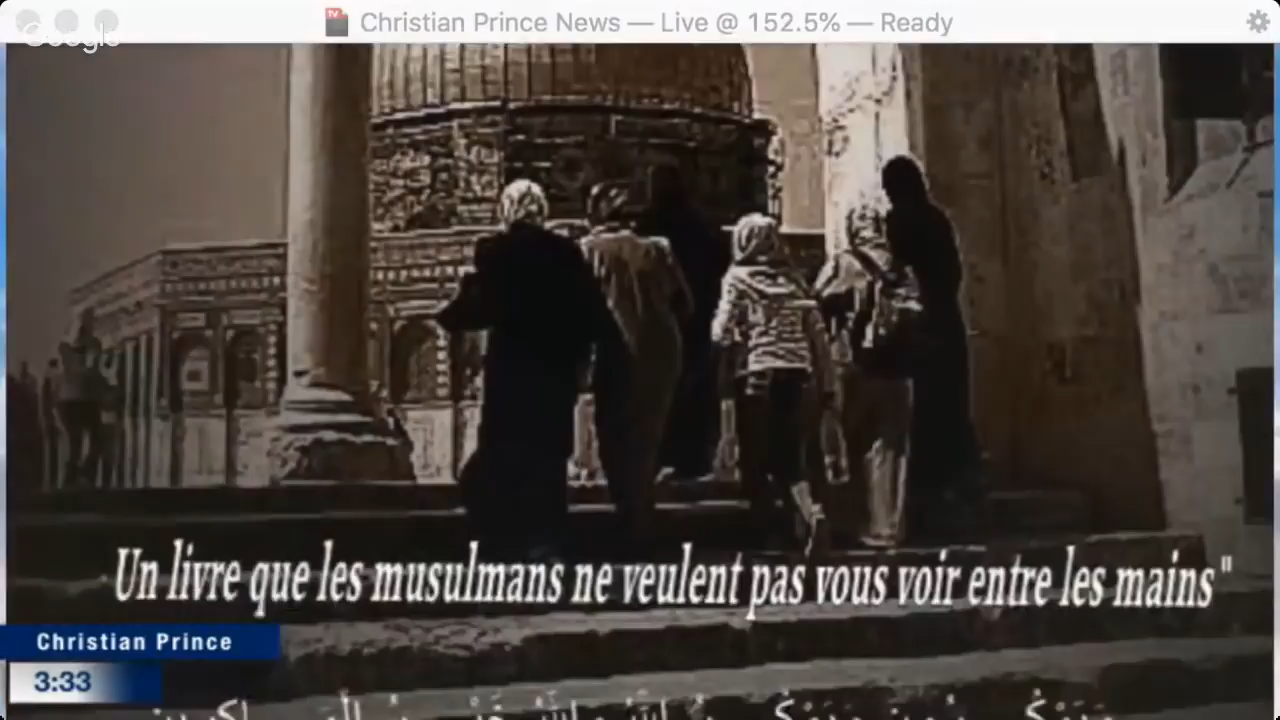 Christian Prince News — Live @ 152.5% — Ready
Google
Un livre que les musulmans ne veulent pas vous voir entre les mains"
Christian Prince
3:33